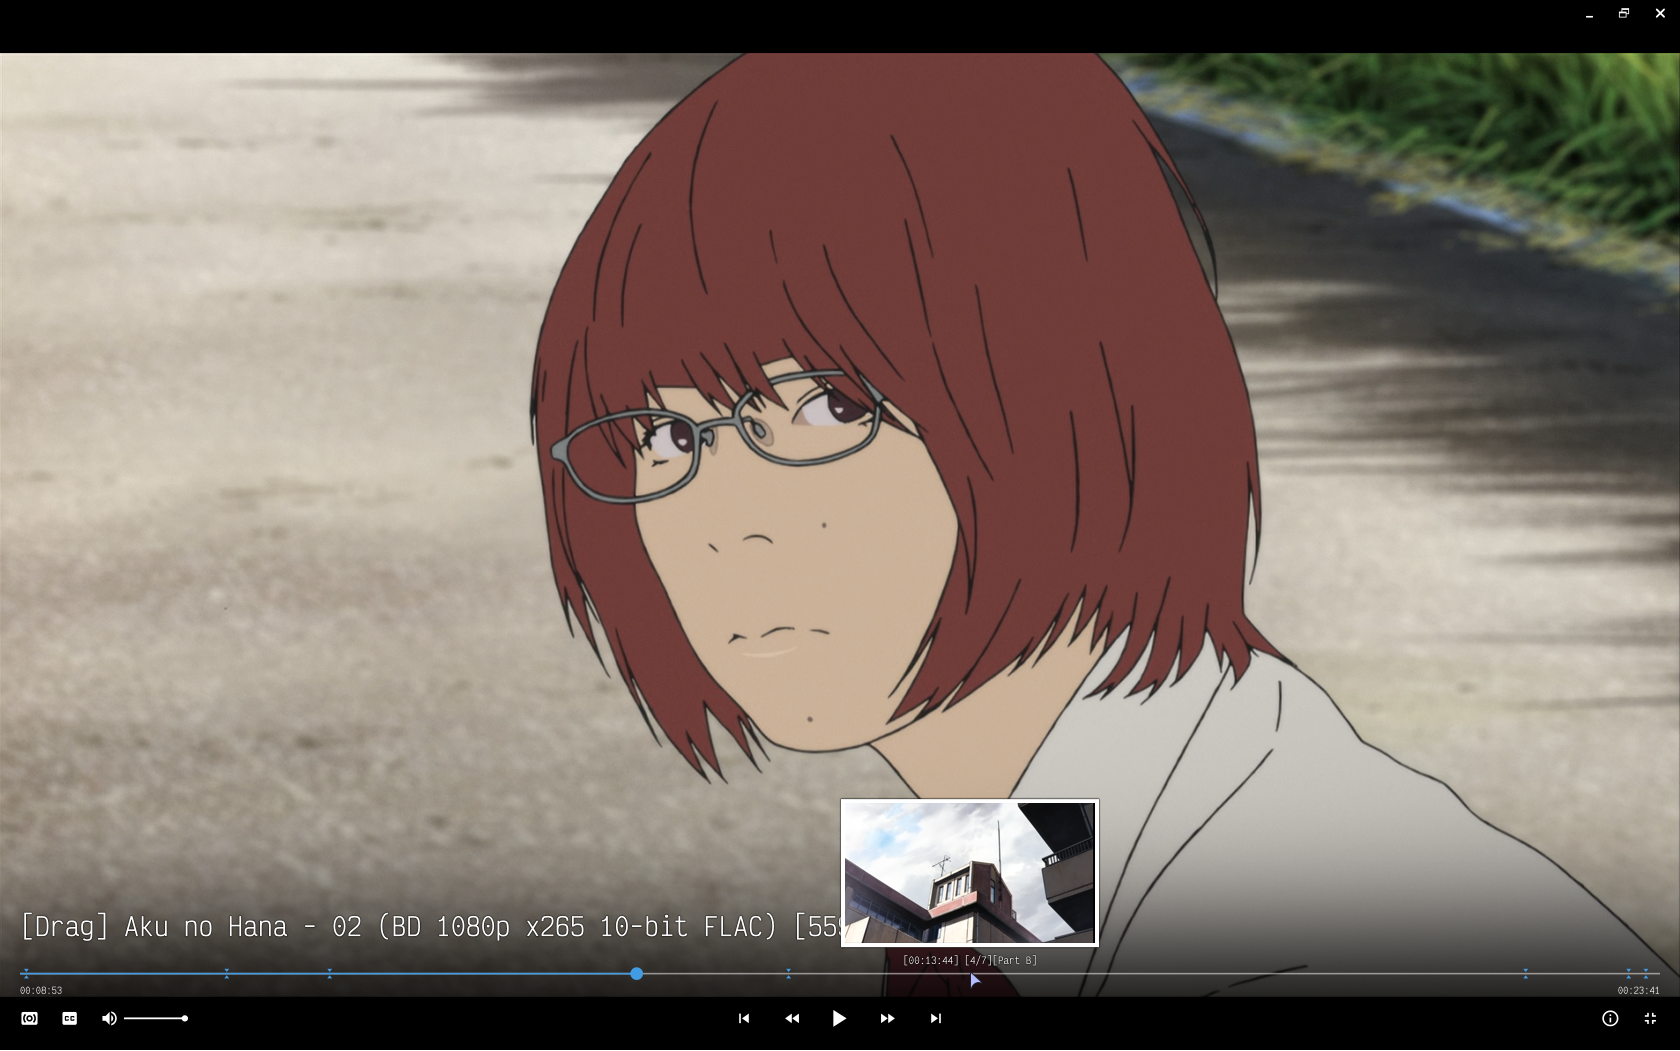 [Drag] Aku no Hana - 02 (BD 1080p x265 10-bit FLAC) [55
[00:13:44] [4/7][Part B]
00:08:53
00:23:41
CC